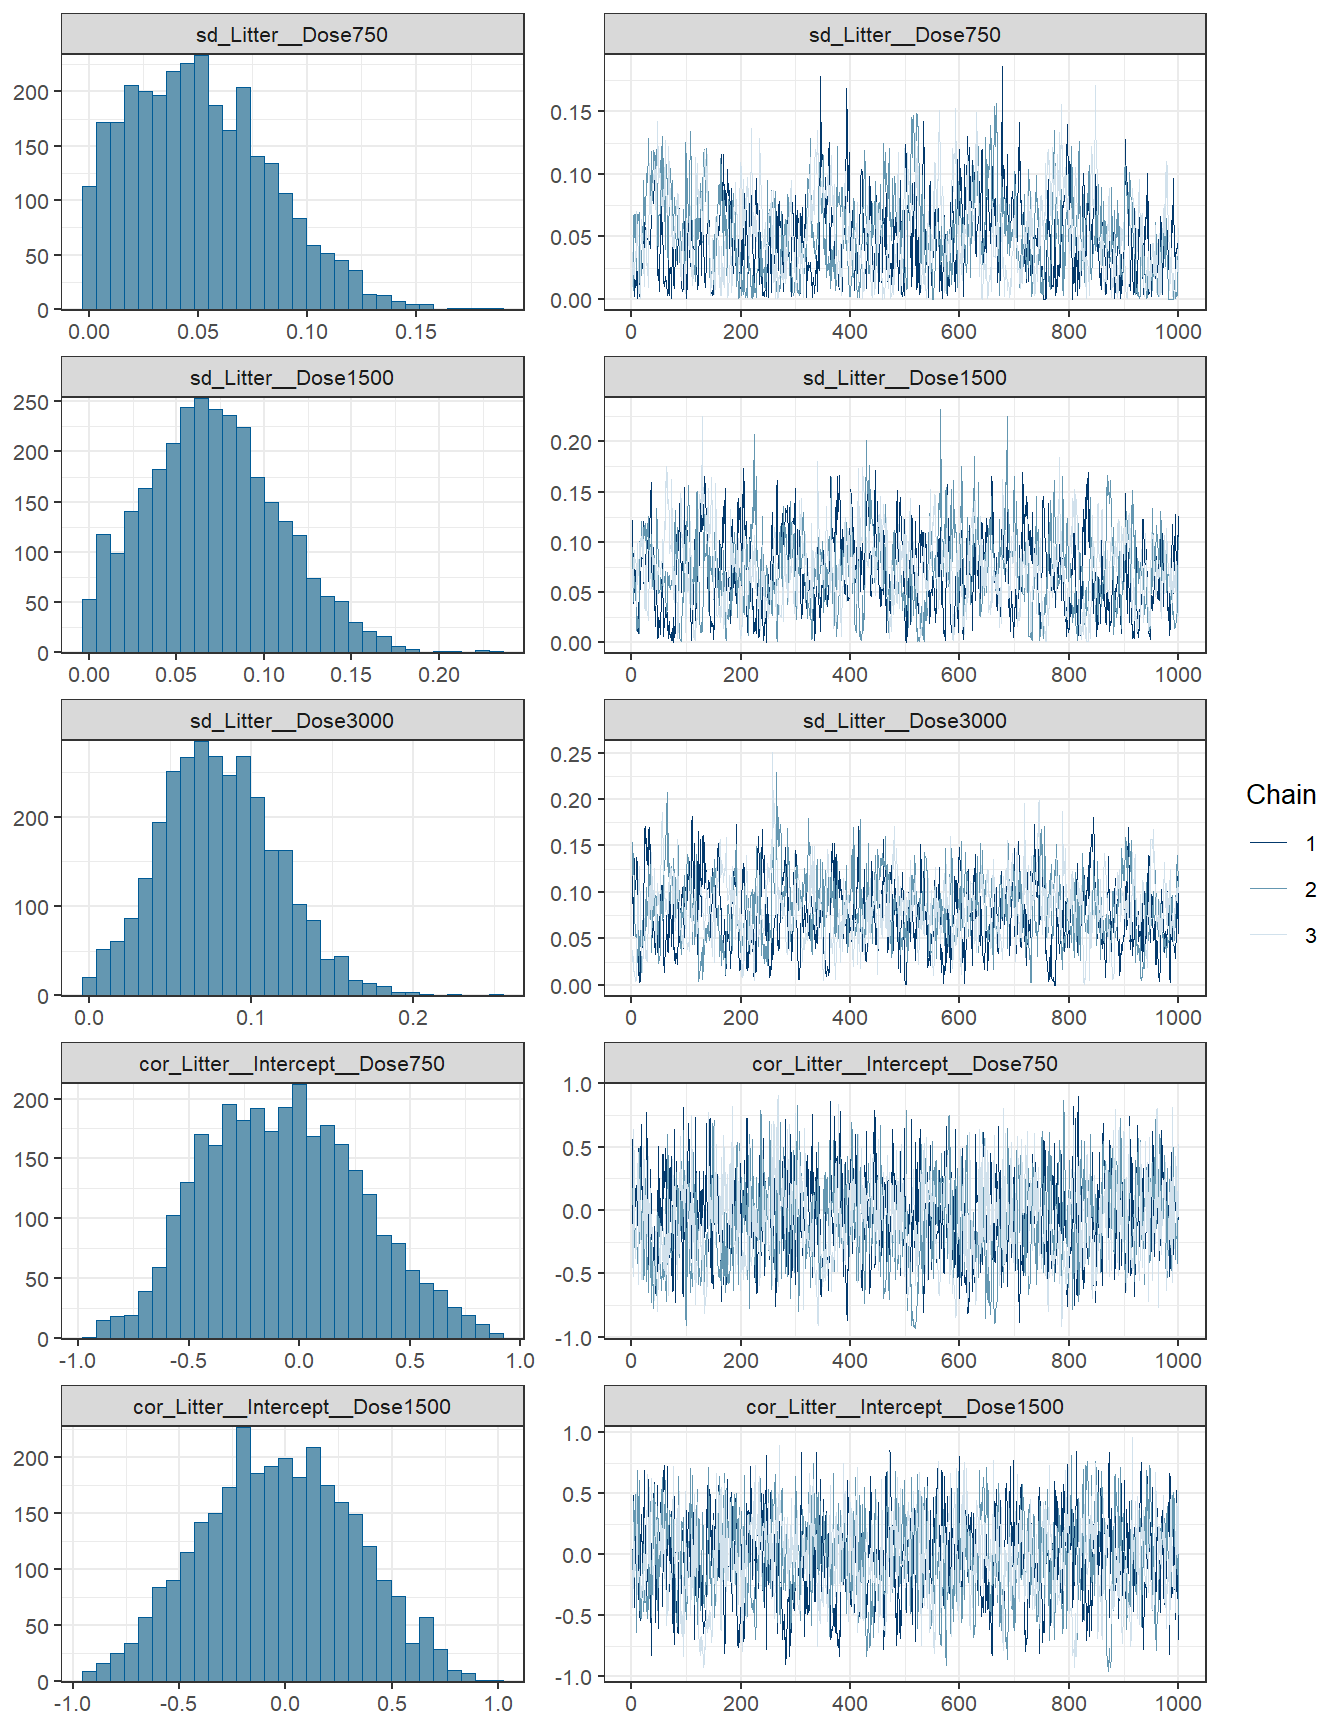 sd_Litter__Dose750
sd_Litter__Dose750
200
150
100
50
0
0.00 0.05 0.10 0.15
0.15
0.10
0.05
0.00
0 200 400 600 800 1000
sd_Litter__Dose1500
sd_Litter__Dose1500
250
200
150
100
50
0
0.00 0.05 0.10 0.15 0.20
0.20
0.15
0.10
0.05
0.00
0 200 400 600 800 1000
sd_Litter__Dose3000
sd_Litter__Dose3000
200
100
0
0.0 0.1 0.2
0.25
0.20
0.15
0.10
0.05
0.00
0 200 400 600 800 1000
Chain
1
2
3
cor_Litter__Intercept__Dose750
cor_Litter__Intercept__Dose750
200
150
100
50
0
-1.0 -0.5 0.0 0.5 1.0
1.0
0.5
0.0
-0.5
-1.0
0 200 400 600 800 1000
cor_Litter__Intercept__Dose1500
cor_Litter__Intercept__Dose1500
200
150
100
50
0
-1.0 -0.5 0.0 0.5 1.0
1.0
0.5
0.0
-0.5
-1.0
0 200 400 600 800 1000